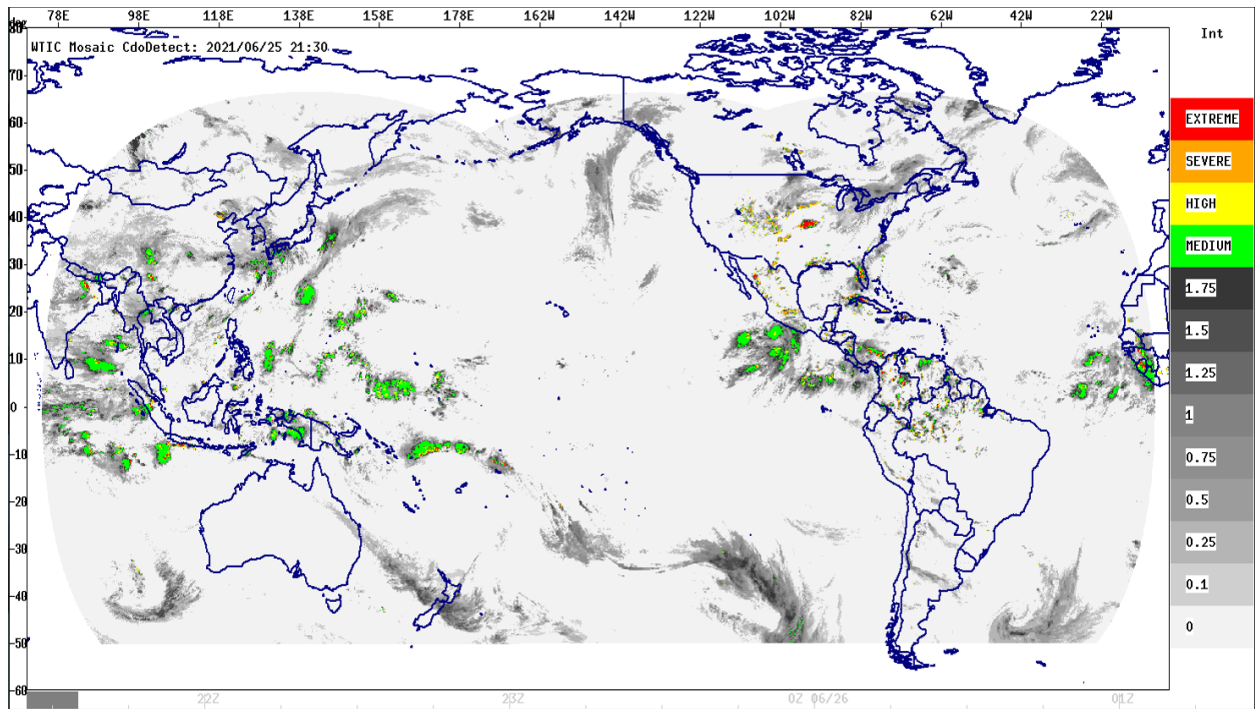 78E 98E 118E 138E 158E 178E 162W 142W 122W 102W 82W 62W 42W 22W
deg
80
WTIC Mosaic CdoDetect: 2021/06/25 21:30
70
60
50
40
30
20
10
0
-10
-20
-30
-40
-50
-60
Int
EXTREME
SEVERE
HIGH
MEDIUM
1.75
1.5
1.25
1
0.75
0.5
0.25
0.1
0
22Z 23Z 0Z 06/26 01Z